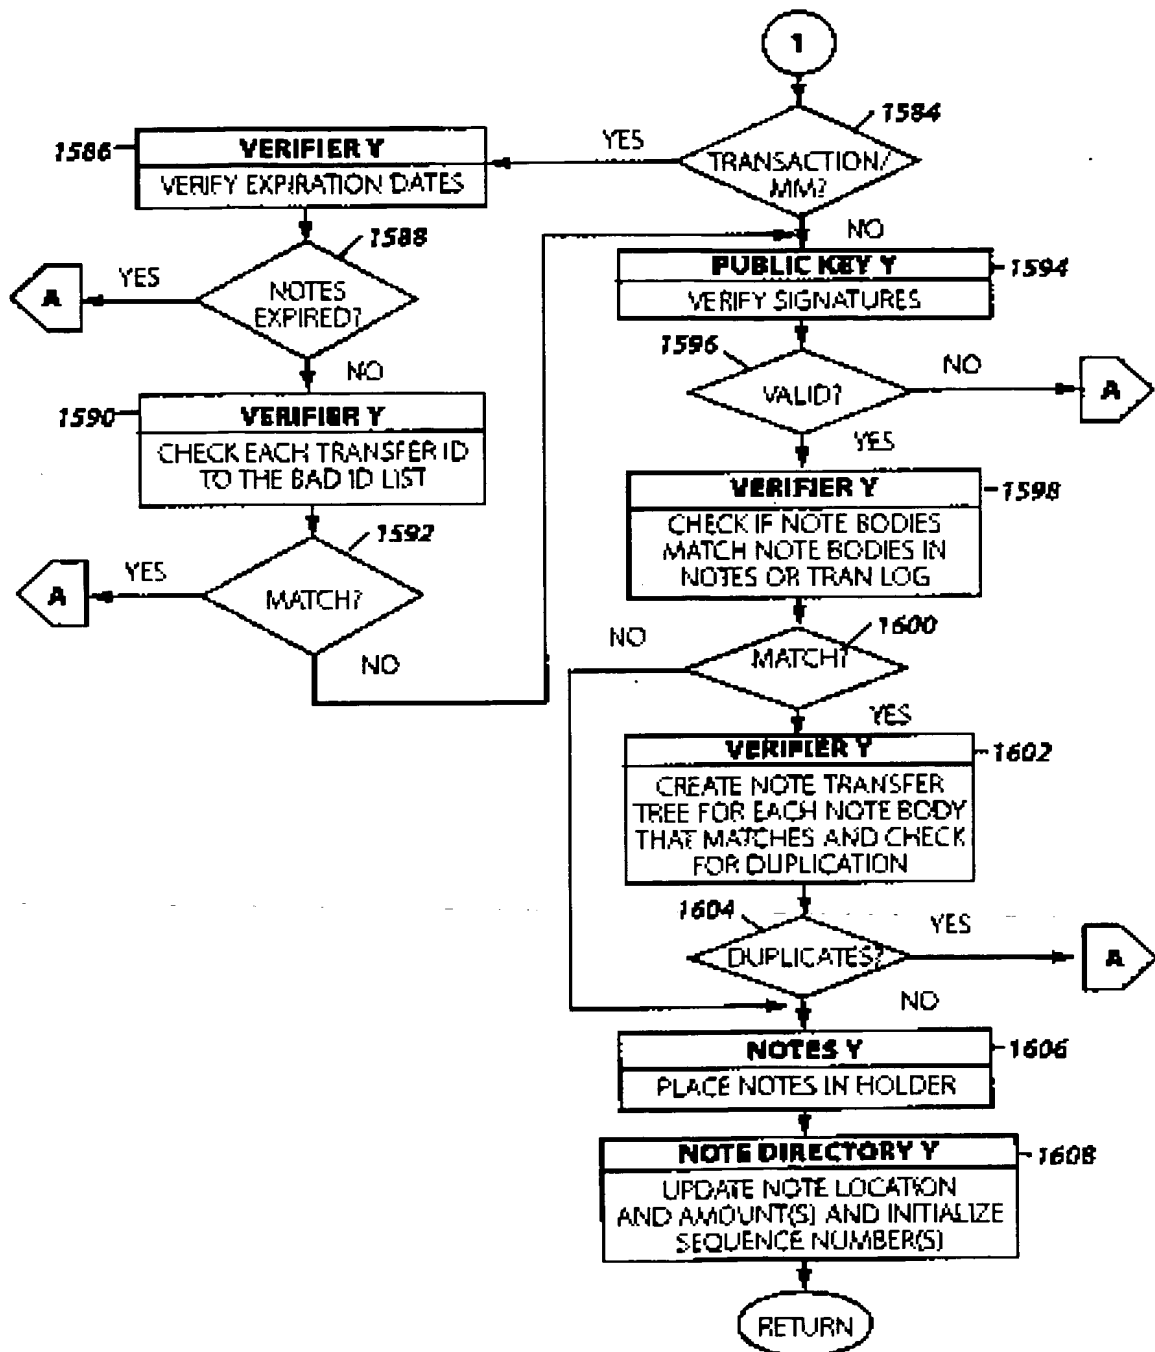 1
1584
TRANSACTION/
MM?
YES
NO
1586
VERIFIER Y
VERIFY EXPIRATION DATES
1588
NOTES
EXPIRED?
YES
A
NO
1590
VERIFIER Y
CHECK EACH TRANSFER ID
TO THE BAD ID LIST
1592
MATCH?
YES
A
NO
PUBLIC KEY Y
1594
VERIFY SIGNATURES
1596
VALID?
NO
A
YES
VERIFIER Y
1598
CHECK IF NOTE BODIES
MATCH NOTE BODIES IN
NOTES OR TRAN LOG
1600
MATCH?
NO
YES
VERIFIER Y
1602
CREATE NOTE TRANSFER
TREE FOR EACH NOTE BODY
THAT MATCHES AND CHECK
FOR DUPLICATION
1604
DUPLICATES?
YES
A
NO
NOTES Y
1606
PLACE NOTES IN HOLDER
NOTE DIRECTORY Y
1608
UPDATE NOTE LOCATION
AND AMOUNT(S) AND INITIALIZE
SEQUENCE NUMBER(S)
RETURN